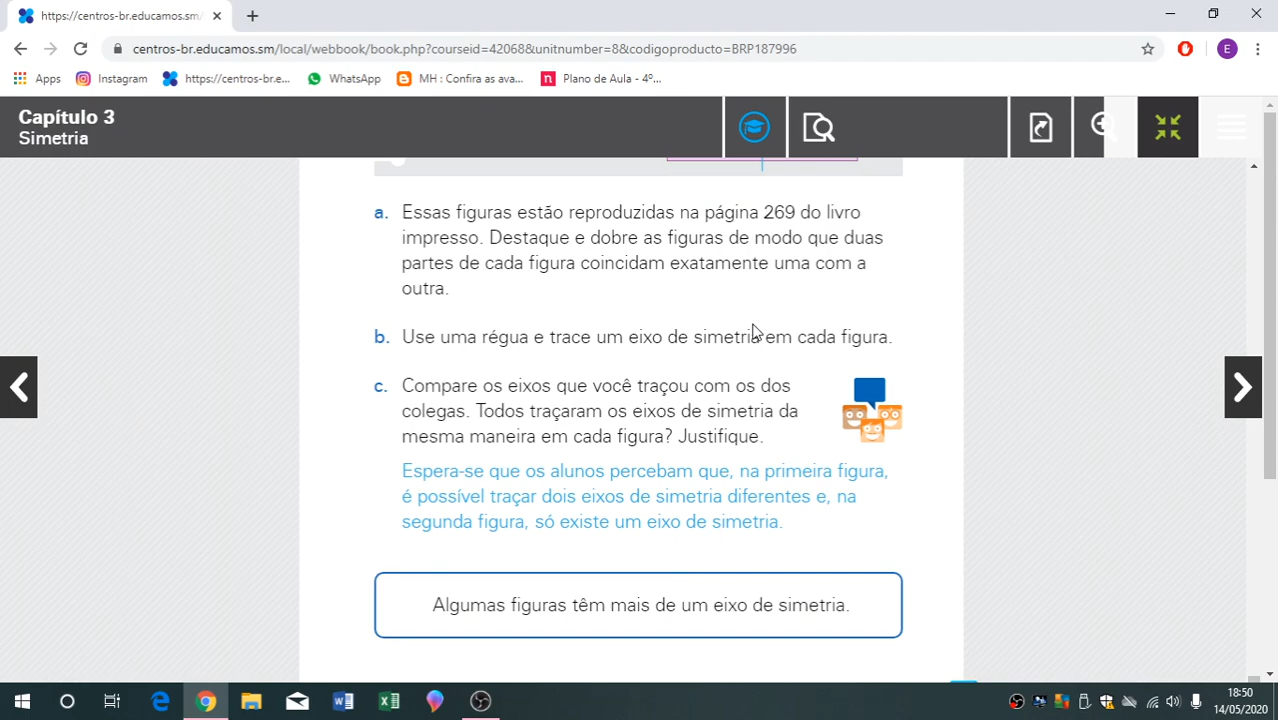 https://centros-br.educamos.sm/
centros-br.educamos.sm/local/webbook/book.php?courseid=42068&unitnumber=8&codigoproducto=BRP187996
E
Apps
Instagram
https://centros-br.e...
WhatsApp
MH : Confira as ava...
n
Plano de Aula - 4º...
Capítulo 3
Simetria
a. Essas figuras estão reproduzidas na página 269 do livro
impresso. Destaque e dobre as figuras de modo que duas
partes de cada figura coincidam exatamente uma com a
outra.
b. Use uma régua e trace um eixo de simetria em cada figura.
c. Compare os eixos que você traçou com os dos
colegas. Todos traçaram os eixos de simetria da
mesma maneira em cada figura? Justifique.
Espera-se que os alunos percebam que, na primeira figura,
é possível traçar dois eixos de simetria diferentes e, na
segunda figura, só existe um eixo de simetria.
Algumas figuras têm mais de um eixo de simetria.
18:50
14/05/2020